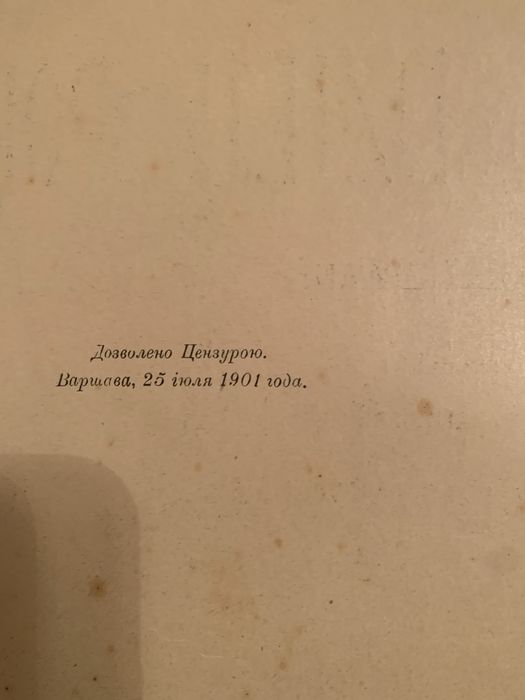 Дозволено Цензурою.
Варшава, 25 іюля 1901 года.